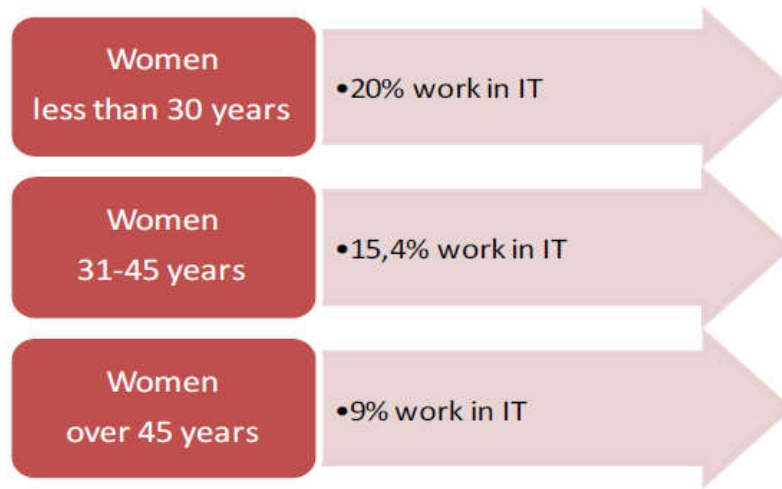 Women
less than 30 years
•20% work in IT
Women
31-45 years
•15,4% work in IT
Women
over 45 years
•9% work in IT